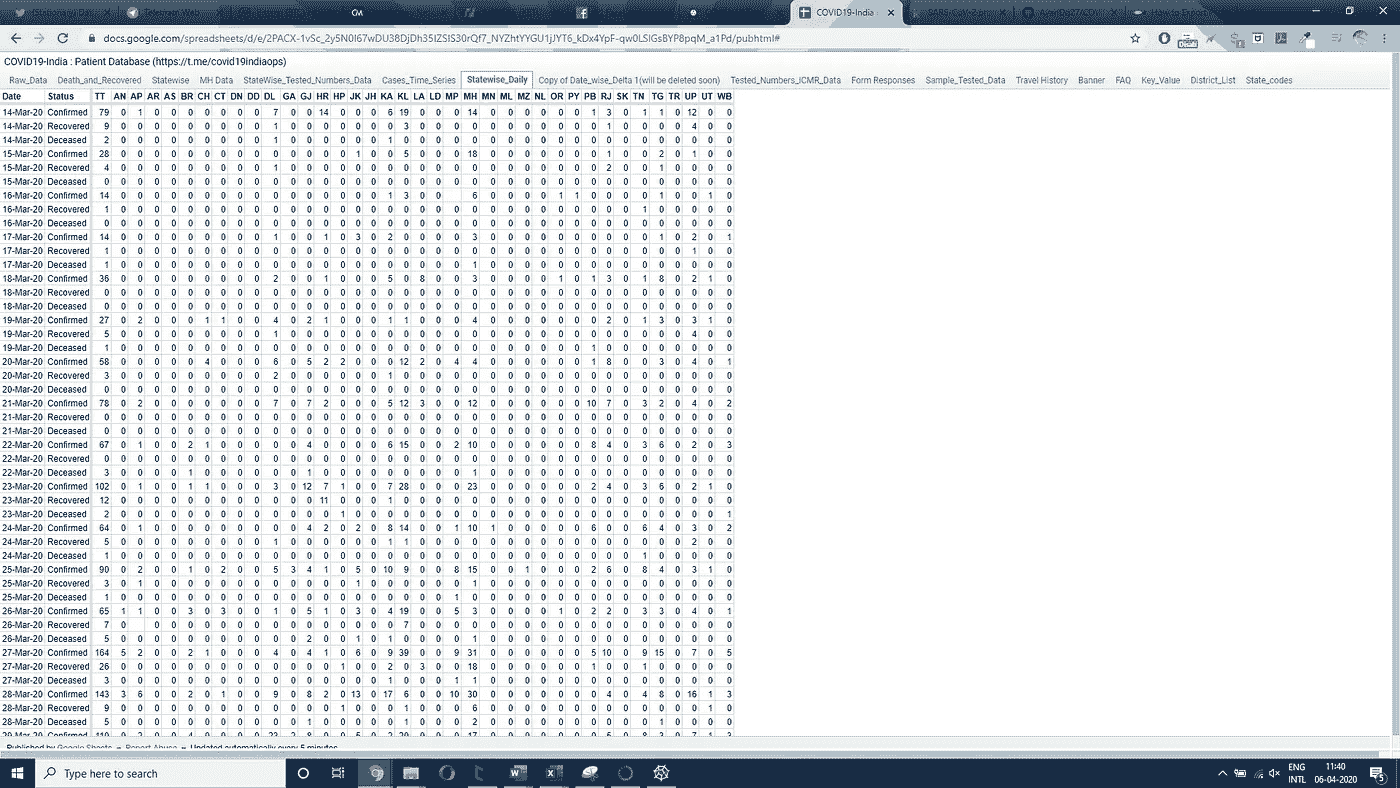 COVID19-India
docs.google.com/spreadsheets/d/e/2PACX-1vSc_2y5N0I67wDU38DjDh35IZSIS30rQf7_NYZhtYYGU1jJYT6_kDx4YpF-qw0LSlGsBYP8pqM_a1Pd/pubhtml#
COVID19-India : Patient Database (https://t.me/covid19indiaops)
Raw_Data Death_and_Recovered Statewise MH Data StateWise_Tested_Numbers_Data Cases_Time_Series Statewise_Daily Copy of Date_wise_Delta 1(will be deleted soon) Tested_Numbers_ICMR_Data Form Responses Sample_Tested_Data Travel History Banner FAQ Key_Value District_List State_codes
Date Status TT AN AP AR AS BR CH CT DN DD DL GA GJ HR HP JK JH KA KL LA LD MP MH MN ML MZ NL OR PY PB RJ SK TN TG TR UP UT WB
14-Mar-20 Confirmed 79 0 1 0 0 0 0 0 0 0 7 0 0 14 0 0 0 6 19 0 0 0 14 0 0 0 0 0 0 1 3 0 1 1 0 12 0 0
14-Mar-20 Recovered 9 0 0 0 0 0 0 0 0 0 1 0 0 0 0 0 0 0 3 0 0 0 0 0 0 0 0 0 0 0 1 0 0 0 0 4 0 0
14-Mar-20 Deceased 2 0 0 0 0 0 0 0 0 0 1 0 0 0 0 0 0 1 0 0 0 0 0 0 0 0 0 0 0 0 0 0 0 0 0 0 0 0
15-Mar-20 Confirmed 28 0 0 0 0 0 0 0 0 0 0 0 0 0 0 1 0 0 5 0 0 0 18 0 0 0 0 0 0 0 1 0 0 2 0 1 0 0
15-Mar-20 Recovered 4 0 0 0 0 0 0 0 0 0 1 0 0 0 0 0 0 0 0 0 0 0 0 0 0 0 0 0 0 0 2 0 0 1 0 0 0 0
15-Mar-20 Deceased 0 0 0 0 0 0 0 0 0 0 0 0 0 0 0 0 0 0 0 0 0 0 0 0 0 0 0 0 0 0 0 0 0 0 0 0 0 0
16-Mar-20 Confirmed 14 0 0 0 0 0 0 0 0 0 0 0 0 0 0 0 0 1 3 0 0 6 0 0 0 0 1 1 0 0 0 0 1 0 0 1 0
16-Mar-20 Recovered 1 0 0 0 0 0 0 0 0 0 0 0 0 0 0 0 0 0 0 0 0 0 0 0 0 0 0 0 0 0 0 0 1 0 0 0 0 0
16-Mar-20 Deceased 0 0 0 0 0 0 0 0 0 0 0 0 0 0 0 0 0 0 0 0 0 0 0 0 0 0 0 0 0 0 0 0 0 0 0 0 0 0
17-Mar-20 Confirmed 14 0 0 0 0 0 0 0 0 0 1 0 0 1 0 3 0 2 0 0 0 0 3 0 0 0 0 0 0 0 0 0 0 1 0 2 0 1
17-Mar-20 Recovered 1 0 0 0 0 0 0 0 0 0 0 0 0 0 0 0 0 0 0 0 0 0 0 0 0 0 0 0 0 0 0 0 0 0 0 1 0 0
17-Mar-20 Deceased 1 0 0 0 0 0 0 0 0 0 0 0 0 0 0 0 0 0 0 0 0 0 1 0 0 0 0 0 0 0 0 0 0 0 0 0 0 0
18-Mar-20 Confirmed 36 0 0 0 0 0 0 0 0 0 2 0 0 1 0 0 0 5 0 8 0 0 3 0 0 0 0 1 0 1 3 0 1 8 0 2 1 0
18-Mar-20 Recovered 0 0 0 0 0 0 0 0 0 0 0 0 0 0 0 0 0 0 0 0 0 0 0 0 0 0 0 0 0 0 0 0 0 0 0 0 0 0
18-Mar-20 Deceased 0 0 0 0 0 0 0 0 0 0 0 0 0 0 0 0 0 0 0 0 0 0 0 0 0 0 0 0 0 0 0 0 0 0 0 0 0 0
19-Mar-20 Confirmed 27 0 2 0 0 0 1 1 0 0 4 0 2 1 0 0 0 1 1 0 0 0 4 0 0 0 0 0 0 0 2 0 1 3 0 3 1 0
19-Mar-20 Recovered 5 0 0 0 0 0 0 0 0 0 1 0 0 0 0 0 0 0 0 0 0 0 0 0 0 0 0 0 0 0 0 0 0 0 0 4 0 0
19-Mar-20 Deceased 1 0 0 0 0 0 0 0 0 0 0 0 0 0 0 0 0 0 0 0 0 0 0 0 0 0 0 0 0 1 0 0 0 0 0 0 0 0
20-Mar-20 Confirmed 58 0 0 0 0 0 4 0 0 0 6 0 5 2 2 0 0 0 12 2 0 4 4 0 0 0 0 0 0 1 8 0 0 3 0 4 0 1
20-Mar-20 Recovered 3 0 0 0 0 0 0 0 0 0 2 0 0 0 0 0 0 1 0 0 0 0 0 0 0 0 0 0 0 0 0 0 0 0 0 0 0 0
20-Mar-20 Deceased 0 0 0 0 0 0 0 0 0 0 0 0 0 0 0 0 0 0 0 0 0 0 0 0 0 0 0 0 0 0 0 0 0 0 0 0 0 0
21-Mar-20 Confirmed 78 0 2 0 0 0 0 0 0 0 7 0 7 2 0 0 0 5 12 3 0 0 12 0 0 0 0 0 0 10 7 0 3 2 0 4 0 2
21-Mar-20 Recovered 0 0 0 0 0 0 0 0 0 0 0 0 0 0 0 0 0 0 0 0 0 0 0 0 0 0 0 0 0 0 0 0 0 0 0 0 0 0
21-Mar-20 Deceased 0 0 0 0 0 0 0 0 0 0 0 0 0 0 0 0 0 0 0 0 0 0 0 0 0 0 0 0 0 0 0 0 0 0 0 0 0 0
22-Mar-20 Confirmed 67 0 1 0 0 2 1 0 0 0 0 0 4 0 0 0 0 6 15 0 0 2 10 0 0 0 0 0 0 8 4 0 3 6 0 2 0 3
22-Mar-20 Recovered 0 0 0 0 0 0 0 0 0 0 0 0 0 0 0 0 0 0 0 0 0 0 0 0 0 0 0 0 0 0 0 0 0 0 0 0 0 0
22-Mar-20 Deceased 3 0 0 0 0 1 0 0 0 0 0 0 1 0 0 0 0 0 0 0 0 0 1 0 0 0 0 0 0 0 0 0 0 0 0 0 0 0
23-Mar-20 Confirmed 102 0 1 0 0 1 1 0 0 0 3 0 12 7 1 0 0 7 28 0 0 0 23 0 0 0 0 0 0 2 4 0 3 6 0 2 1 0
23-Mar-20 Recovered 12 0 0 0 0 0 0 0 0 0 0 0 0 11 0 0 0 1 0 0 0 0 0 0 0 0 0 0 0 0 0 0 0 0 0 0 0 0
23-Mar-20 Deceased 2 0 0 0 0 0 0 0 0 0 0 0 0 0 1 0 0 0 0 0 0 0 0 0 0 0 0 0 0 0 0 0 0 0 0 0 0 1
24-Mar-20 Confirmed 64 0 1 0 0 0 0 0 0 0 0 0 4 2 0 2 0 8 14 0 0 1 10 1 0 0 0 0 0 6 0 0 6 4 0 3 0 2
24-Mar-20 Recovered 5 0 0 0 0 0 0 0 0 0 1 0 0 0 0 0 0 1 1 0 0 0 0 0 0 0 0 0 0 0 0 0 0 0 0 2 0 0
24-Mar-20 Deceased 1 0 0 0 0 0 0 0 0 0 0 0 0 0 0 0 0 0 0 0 0 0 0 0 0 0 0 0 0 0 0 0 1 0 0 0 0 0
25-Mar-20 Confirmed 90 0 2 0 0 1 0 2 0 0 5 3 4 1 0 5 0 10 9 0 0 8 15 0 0 1 0 0 0 2 6 0 8 4 0 3 1 0
25-Mar-20 Recovered 3 0 1 0 0 0 0 0 0 0 0 0 0 0 0 1 0 0 0 0 0 0 1 0 0 0 0 0 0 0 0 0 0 0 0 0 0 0
25-Mar-20 Deceased 1 0 0 0 0 0 0 0 0 0 0 0 0 0 0 0 0 0 0 0 0 1 0 0 0 0 0 0 0 0 0 0 0 0 0 0 0 0
26-Mar-20 Confirmed 65 1 1 0 0 3 0 3 0 0 1 0 5 1 0 3 0 4 19 0 0 5 3 0 0 0 0 1 0 2 2 0 3 3 0 4 0 1
26-Mar-20 Recovered 7 0 0 0 0 0 0 0 0 0 0 0 0 0 0 0 0 7 0 0 0 0 0 0 0 0 0 0 0 0 0 0 0 0 0 0 0
26-Mar-20 Deceased 5 0 0 0 0 0 0 0 0 0 0 0 2 0 0 1 0 1 0 0 0 0 1 0 0 0 0 0 0 0 0 0 0 0 0 0 0 0
27-Mar-20 Confirmed 164 5 2 0 0 2 1 0 0 0 4 0 4 1 0 6 0 9 39 0 0 9 31 0 0 0 0 0 0 5 10 0 9 15 0 7 0 5
27-Mar-20 Recovered 26 0 0 0 0 0 0 0 0 0 0 0 0 0 1 0 0 2 0 3 0 0 18 0 0 0 0 0 0 1 0 0 1 0 0 0 0 0
27-Mar-20 Deceased 3 0 0 0 0 0 0 0 0 0 0 0 0 0 0 0 0 1 0 0 0 1 1 0 0 0 0 0 0 0 0 0 0 0 0 0 0 0
28-Mar-20 Confirmed 143 3 6 0 0 2 0 1 0 0 9 0 8 2 0 13 0 17 6 0 0 10 30 0 0 0 0 0 0 0 4 0 4 8 0 16 1 3
28-Mar-20 Recovered 9 0 0 0 0 0 0 0 0 0 0 0 0 0 1 0 0 0 1 0 0 0 6 0 0 0 0 0 0 0 0 0 0 0 0 0 1 0
28-Mar-20 Deceased 5 0 0 0 0 0 0 0 0 0 0 0 1 0 0 0 0 0 1 0 0 0 2 0 0 0 0 0 0 0 0 0 0 1 0 0 0 0
Published by Google Sheets – Report Abuse – Updated automatically every 5 minutes
Type here to search
ENG 11:40
INTL 06-04-2020